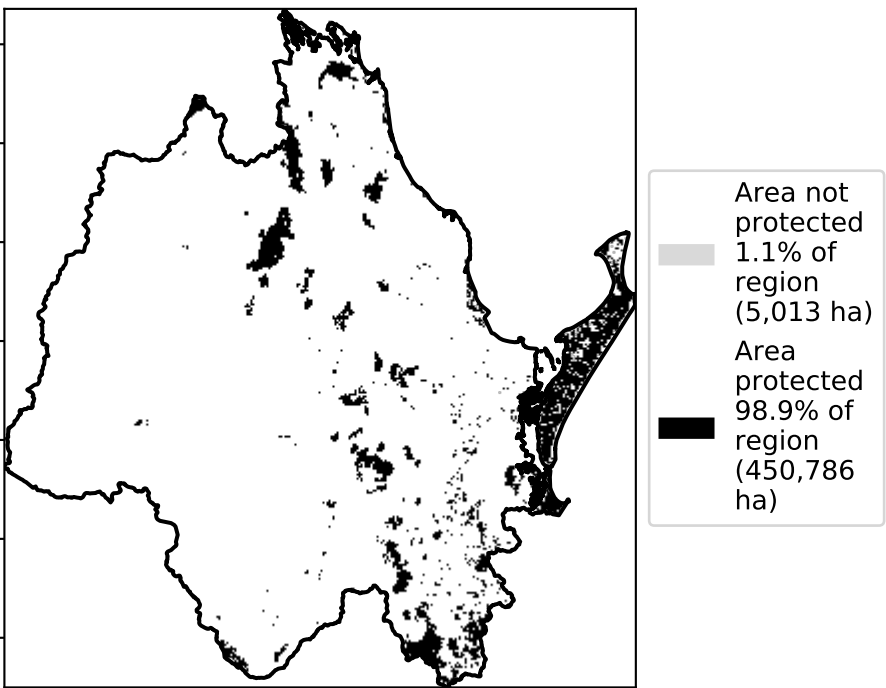 Area not
protected
1.1% of
region
(5,013 ha)
Area
protected
98.9% of
region
(450,786
ha)